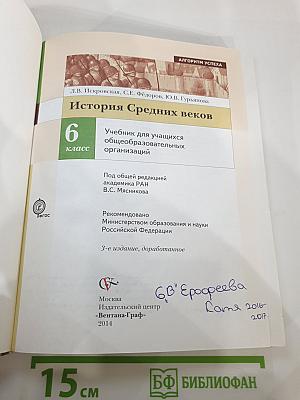 АЛГОРИТМ УСПЕХА
Л.В. Искровская, С.Е. Фёдоров, Ю.В. Гурьянова
История Средних веков
6
класс
Учебник для учащихся
общеобразовательных
организаций
Под общей редакцией
академика РАН
В.С. Мясникова
ФГОС
Рекомендовано
Министерством образования и науки
Российской Федерации
3-е издание, доработанное
Москва
Издательский центр
«Вентана-Граф»
2014
6„В" Ерофеева
Катя 2016-
2017
15 см
БФ БИБЛИОФАН